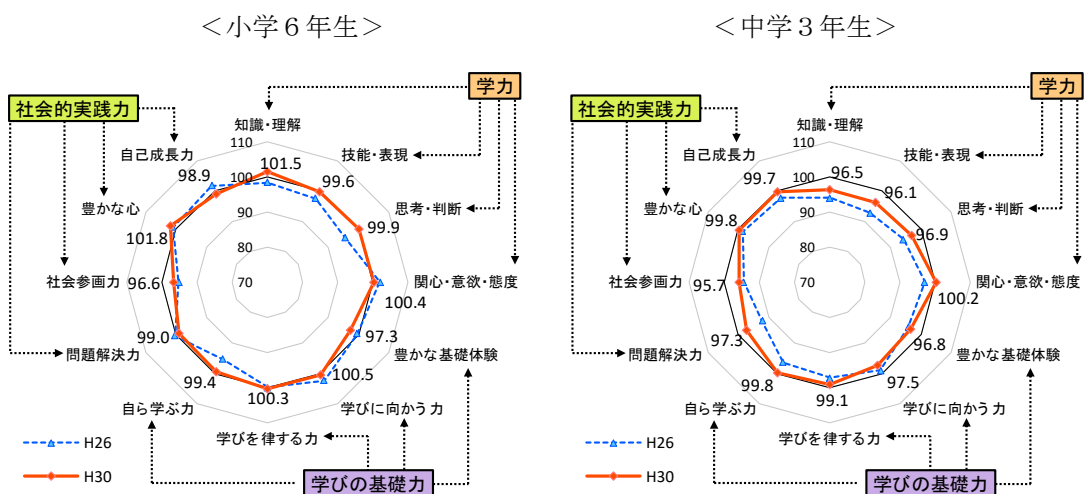 ＜小学６年生＞
学力
社会的実践力
知識・理解
技能・表現
思考・判断
関心・意欲・態度
豊かな基礎体験
学びに向かう力
学びを律する力
自ら学ぶ力
問題解決力
社会参画力
豊かな心
自己成長力
110
100
90
80
70
101.5
99.6
99.9
100.4
97.3
100.5
100.3
99.4
99.0
96.6
101.8
98.9
学びの基礎力
H26
H30
＜中学３年生＞
学力
社会的実践力
知識・理解
技能・表現
思考・判断
関心・意欲・態度
豊かな基礎体験
学びに向かう力
学びを律する力
自ら学ぶ力
問題解決力
社会参画力
豊かな心
自己成長力
110
100
90
80
70
96.5
96.1
96.9
100.2
96.8
97.5
99.1
99.8
97.3
95.7
99.8
99.7
学びの基礎力
H26
H30